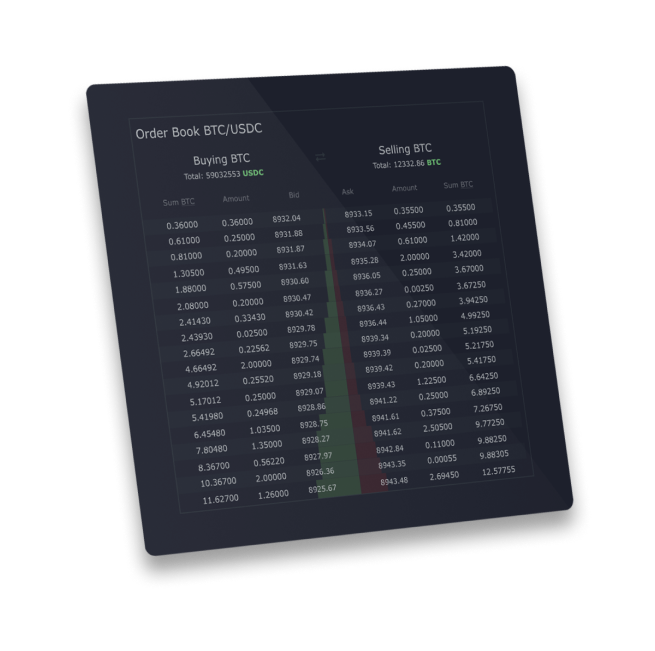 Order Book BTC/USDC
Buying BTC Selling BTC
Total: 59032553 USDC Total: 12332.86 BTC
Sum BTC Amount Bid Ask Amount Sum BTC
0.36000 0.36000 8932.04 8933.15 0.35500 0.35500
0.61000 0.25000 8931.88 8933.56 0.45500 0.81000
0.81000 0.20000 8931.87 8934.07 0.61000 1.42000
1.30500 0.49500 8931.63 8935.28 2.00000 3.42000
1.88000 0.57500 8930.60 8936.05 0.25000 3.67000
2.08000 0.20000 8930.47 8936.27 0.00250 3.67250
2.41430 0.33430 8930.42 8936.43 0.27000 3.94250
2.43930 0.02500 8929.78 8936.44 1.05000 4.99250
2.66492 0.22562 8929.75 8939.34 0.20000 5.19250
4.66492 2.00000 8929.74 8939.39 0.02500 5.21750
4.92012 0.25520 8929.18 8939.42 0.20000 5.41750
5.17012 0.25000 8929.07 8939.43 1.22500 6.64250
5.41980 0.24968 8928.86 8941.22 0.25000 6.89250
6.45480 1.03500 8928.75 8941.61 0.37500 7.26750
7.80480 1.35000 8928.27 8941.62 2.50500 9.77250
8.36700 0.56220 8927.97 8942.84 0.11000 9.88250
10.36700 2.00000 8926.36 8943.35 0.00055 9.88305
11.62700 1.26000 8925.67 8943.48 2.69450 12.57755